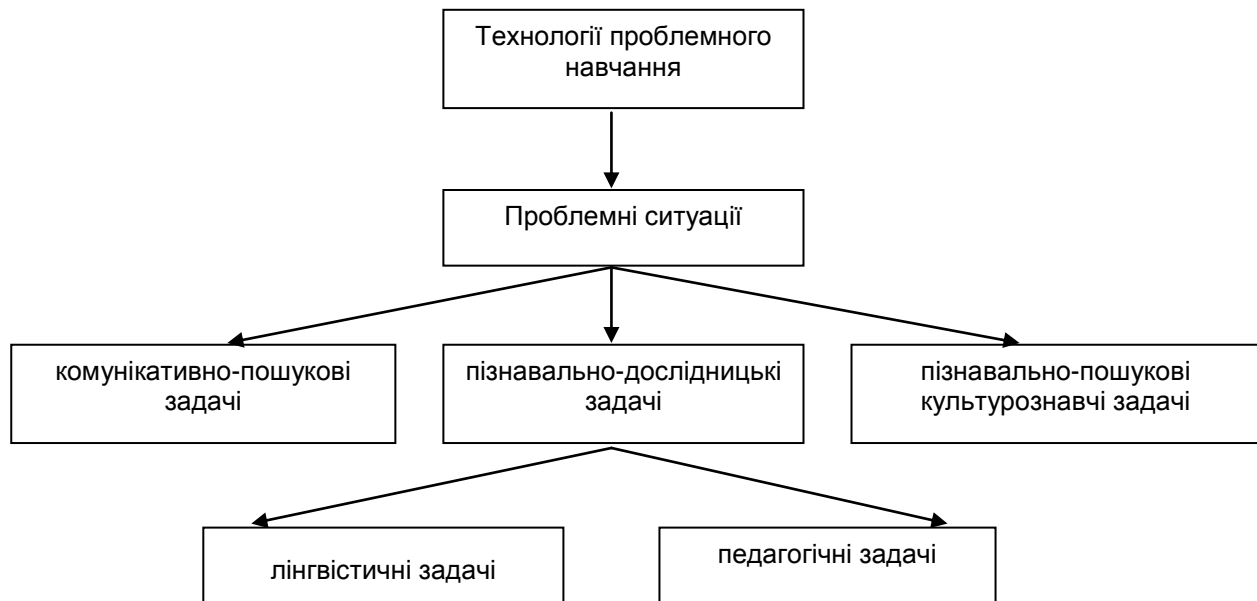 Технології проблемного
навчання
Проблемні ситуації
комунікативно-пошукові
задачі
пізнавально-дослідницькі
задачі
пізнавально-пошукові
культурознавчі задачі
лінгвістичні задачі
педагогічні задачі